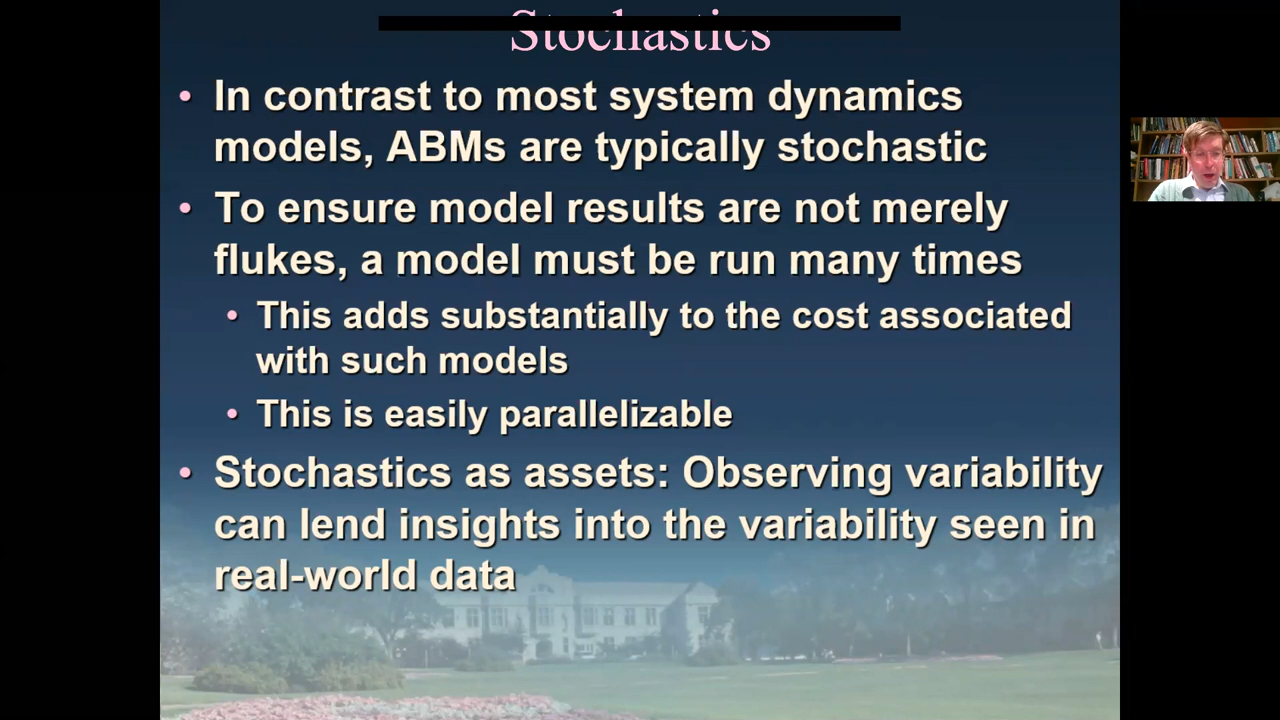 Stochastics
• In contrast to most system dynamics
models, ABMs are typically stochastic
• To ensure model results are not merely
flukes, a model must be run many times
• This adds substantially to the cost associated
with such models
• This is easily parallelizable
• Stochastics as assets: Observing variability
can lend insights into the variability seen in
real-world data